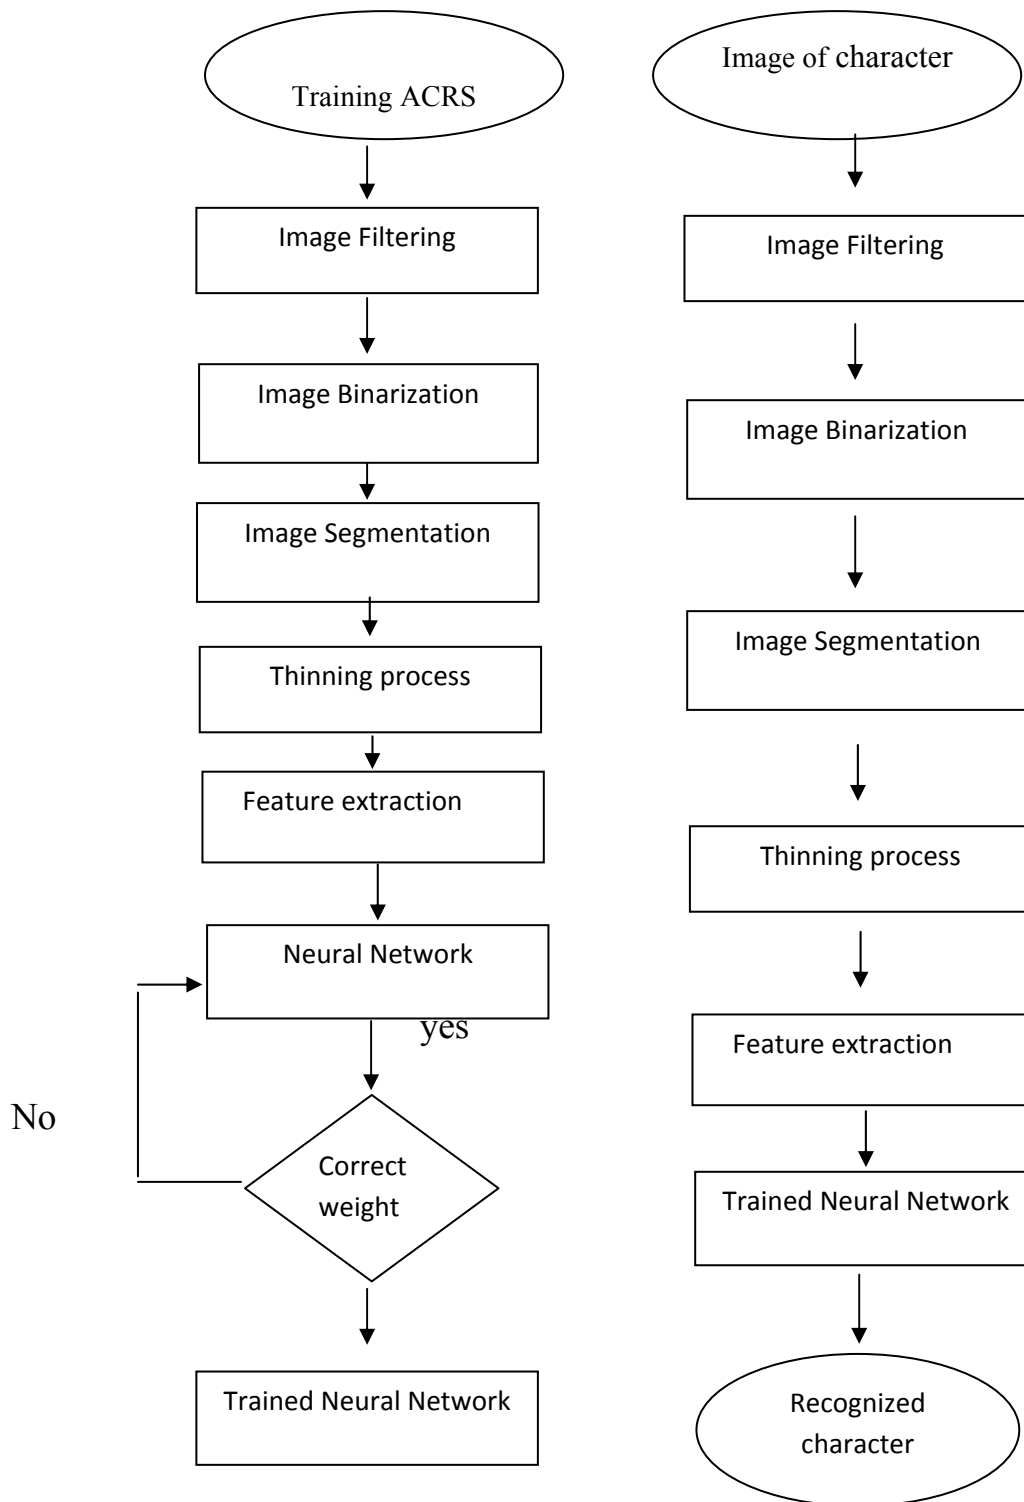 Training ACRS
Image Filtering
Image Binarization
Image Segmentation
Thinning process
Feature extraction
Neural Network
yes
No
Correct
weight
Trained Neural Network
Image of character
Image Filtering
Image Binarization
Image Segmentation
Thinning process
Feature extraction
Trained Neural Network
Recognized
character